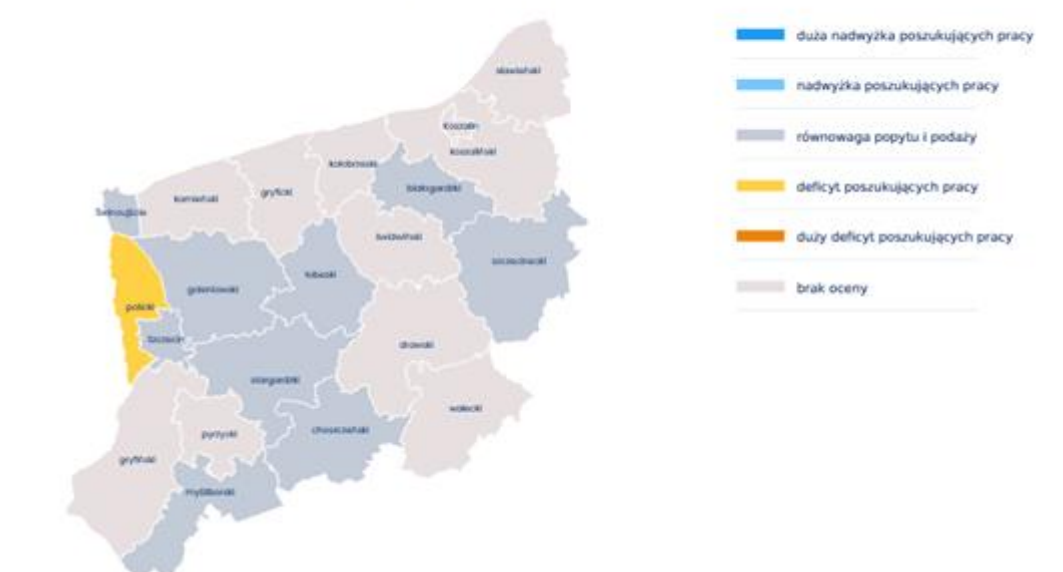 duża nadwyżka poszukujących pracy
nadwyżka poszukujących pracy
równowaga popytu i podaży
deficyt poszukujących pracy
duży deficyt poszukujących pracy
brak oceny
sławieński
Koszalin
koszaliński
kołobrzeski
białogardzki
gryficki
kamieński
Świnoujście
świdwiński
szczecinecki
łobeski
goleniowski
policki
Szczecin
drawski
stargardzki
wałecki
choszczeński
pyrzycki
gryfiński
myśliborski